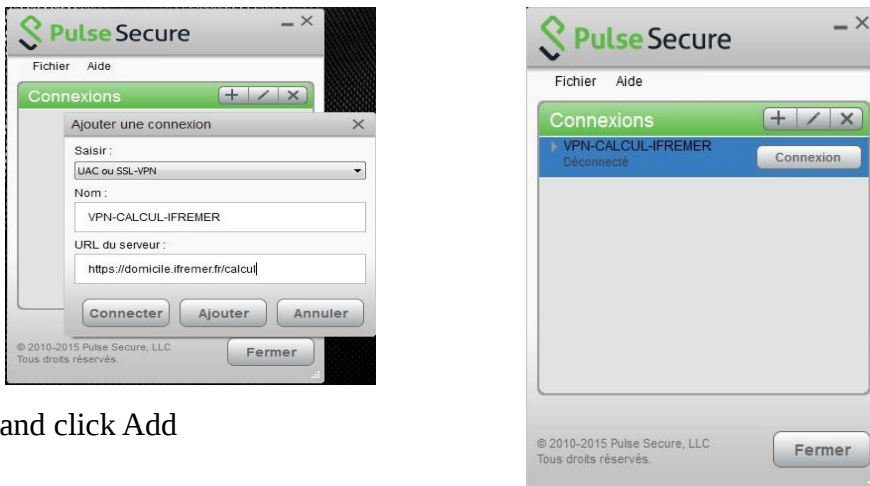 Pulse Secure
Fichier Aide
Connexions
Ajouter une connexion
Saisir :
UAC ou SSL-VPN
Nom :
VPN-CALCUL-IFREMER
URL du serveur :
https://domicile.ifremer.fr/calcul
Connecter Ajouter Annuler
© 2010-2015 Pulse Secure, LLC
Tous droits réservés.
Fermer
and click Add
Pulse Secure
Fichier Aide
Connexions
VPN-CALCUL-IFREMER
Déconnecté
Connexion
© 2010-2015 Pulse Secure, LLC
Tous droits réservés.
Fermer